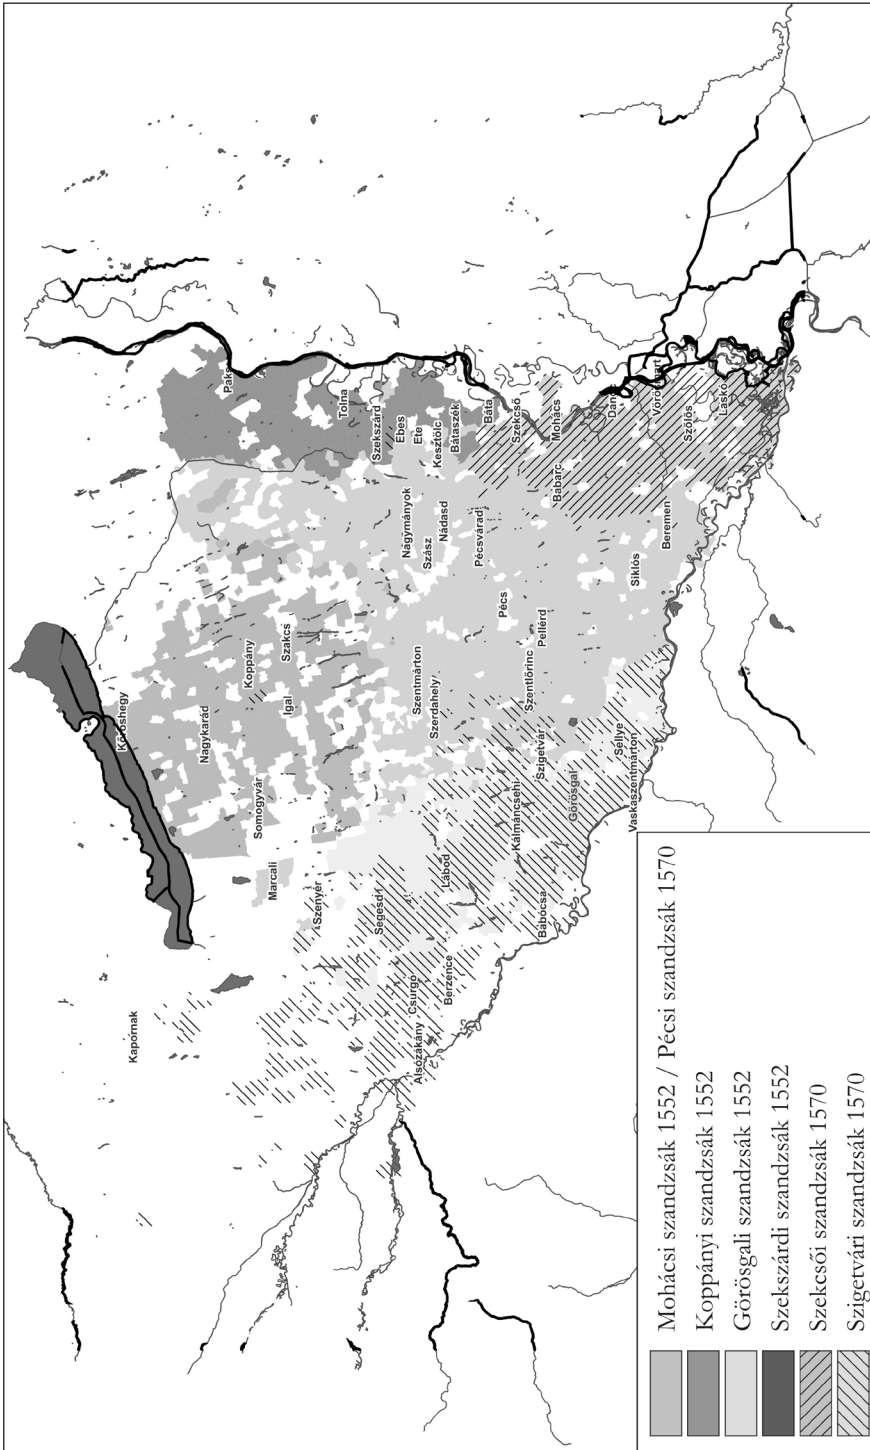 Kőröshegy
Kapornak
Nagykarád
Paks
Koppány
Somogyvár
Marcali
Szakcs
Igal
Szenyér
Tolna
Segesd
Szekszárd
Ebes
Nagymányok
Csurgó
Alsózákány
Szentmárton
Ete
Szász
Szerdahely
Kesztölc
Nádasd
Lábod
Berzence
Bátaszék
Pécsvárad
Báta
Pécs
Kálmáncsehi
Szekcső
Szentlőrinc
Szigetvár
Babócsa
Pellérd
Babarc
Mohács
Görösgal
Séllye
Vaskaszentmárton
Siklós
Beremen
Szőlős
Laskó
Mohácsi szandzsák 1552 / Pécsi szandzsák 1570
Koppányi szandzsák 1552
Görösgali szandzsák 1552
Szekszárdi szandzsák 1552
Szekcsői szandzsák 1570
Szigetvári szandzsák 1570